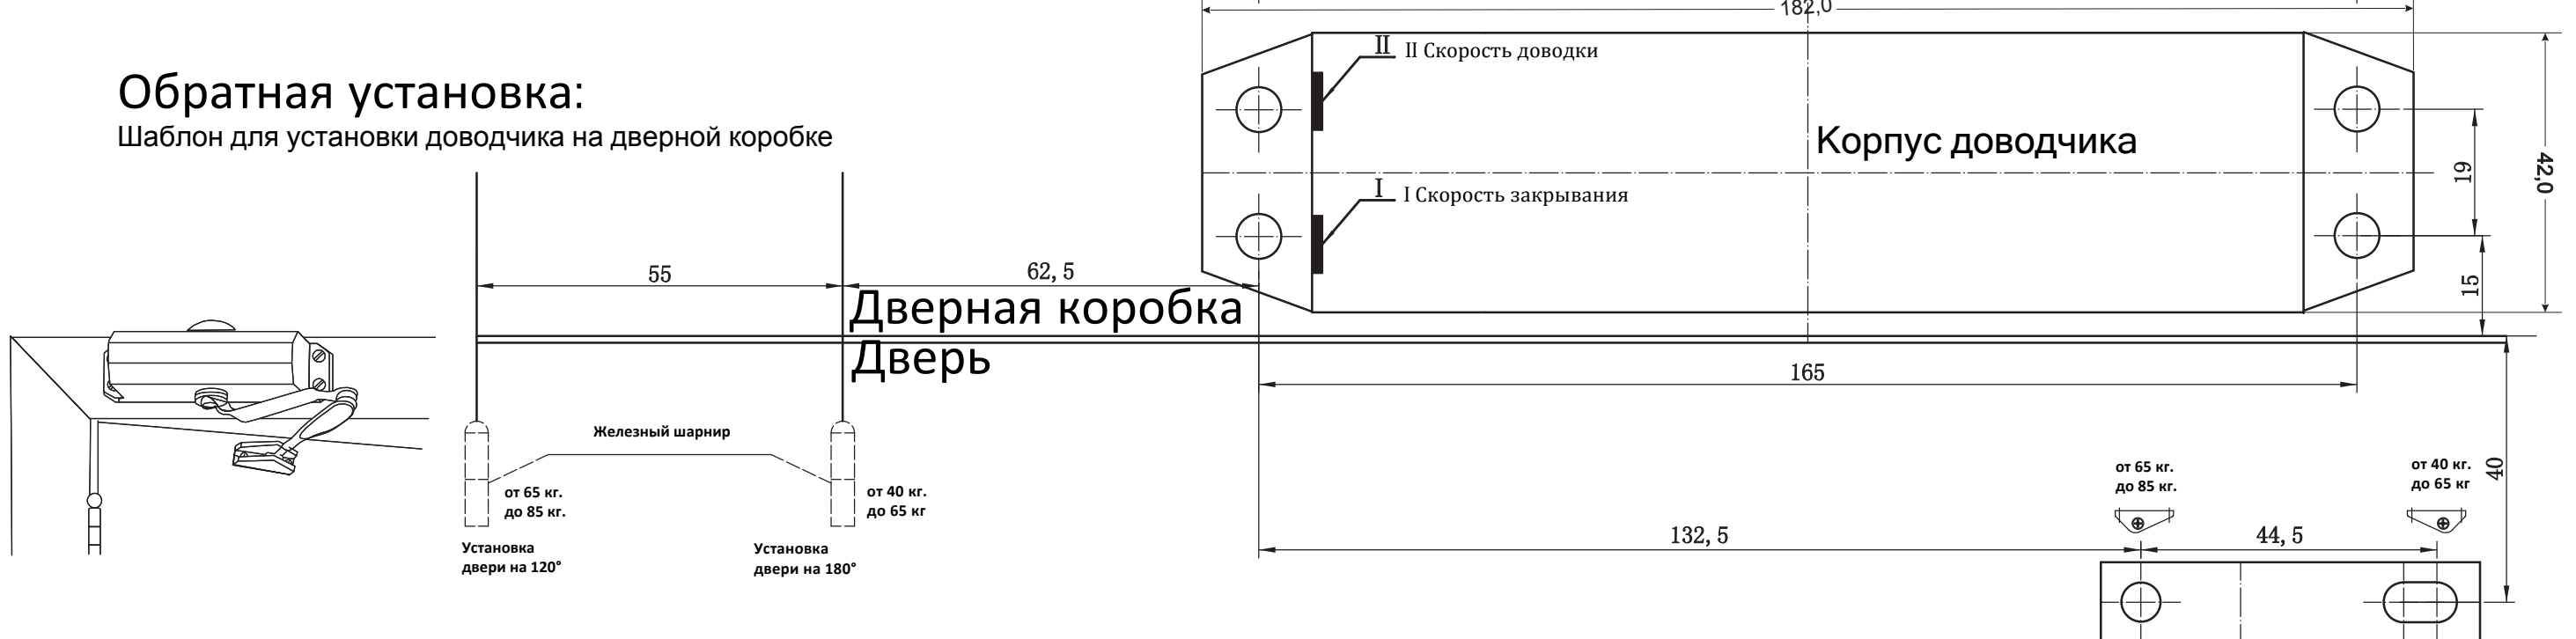 182,0
II II Скорость доводки
Обратная установка:
Шаблон для установки доводчика на дверной коробке
Корпус доводчика
19
42,0
I I Скорость закрывания
55
62, 5
15
Дверная коробка
Дверь
165
Железный шарнир
от 65 кг.
до 85 кг.
от 40 кг.
до 65 кг
Установка
двери на 120°
Установка
двери на 180°
от 65 кг.
до 85 кг.
от 40 кг.
до 65 кг
40
132, 5
44, 5